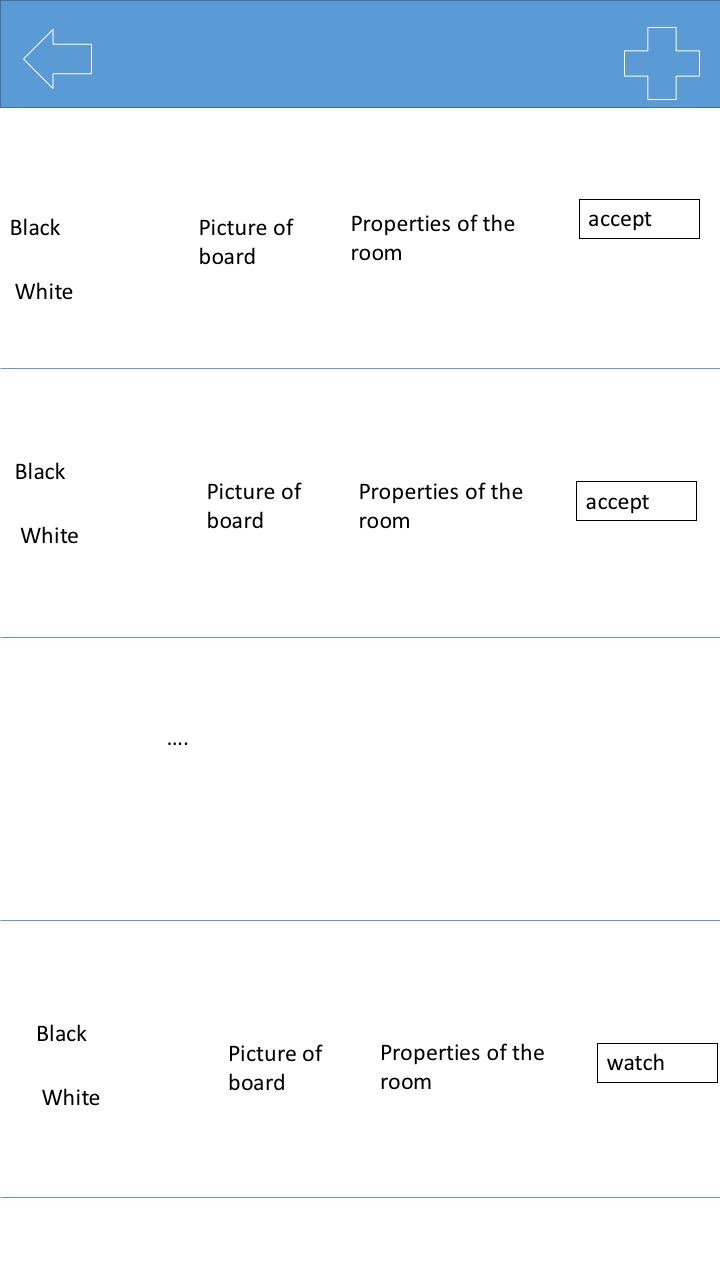 Black
White
Picture of
board
Properties of the
room
accept
Black
White
Picture of
board
Properties of the
room
accept
....
Black
White
Picture of
board
Properties of the
room
watch